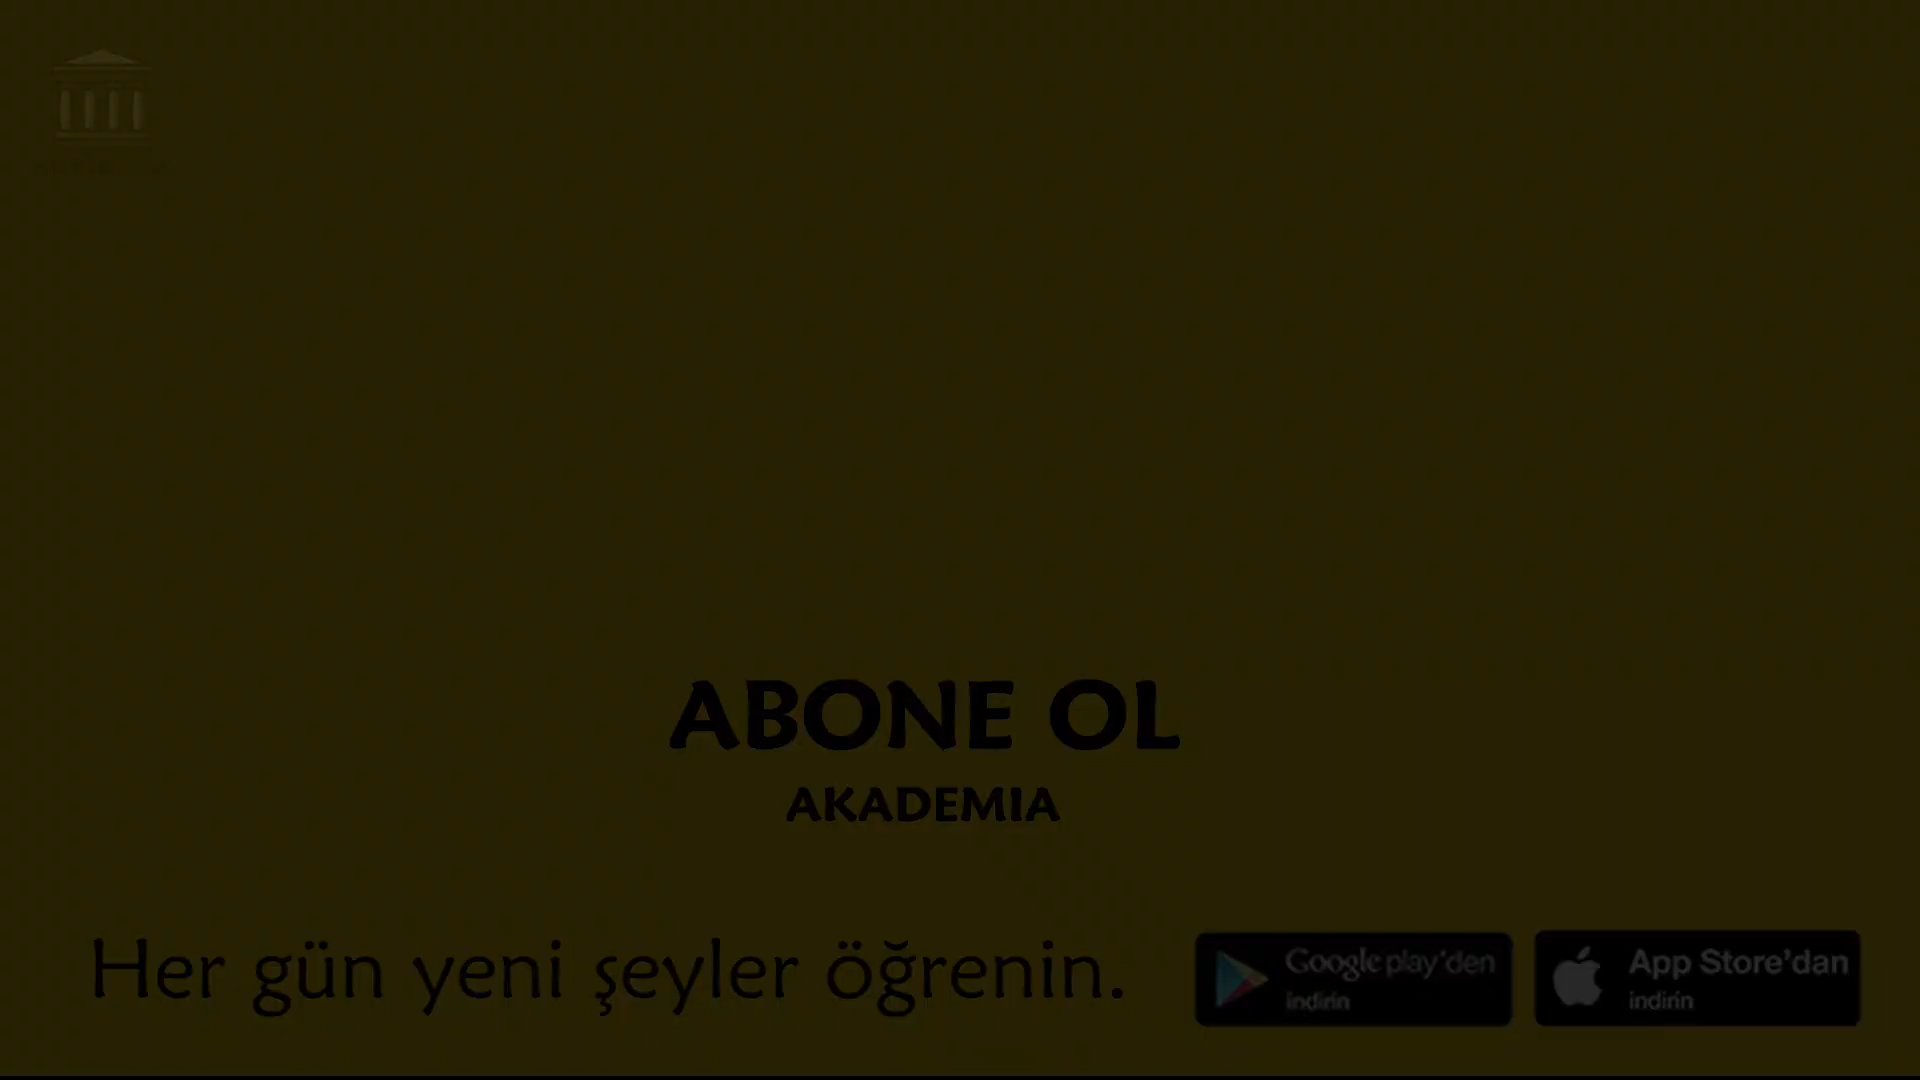 ABONE OL
AKADEMIA
Her gün yeni şeyler öğrenin.
Google play'den
indirin
App Store'dan
indirin